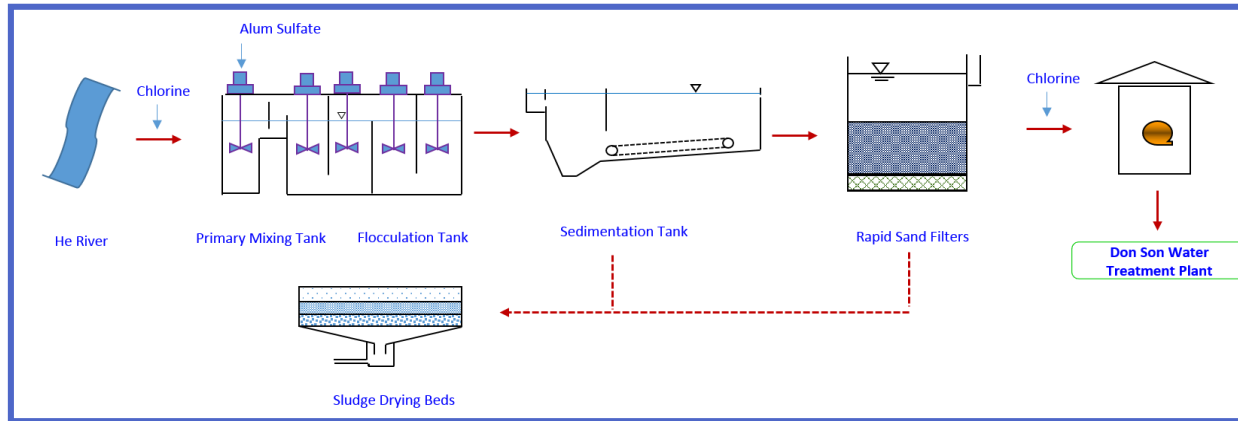 Alum Sulfate
Chlorine
Chlorine
He River
Primary Mixing Tank
Flocculation Tank
Sedimentation Tank
Rapid Sand Filters
Don Son Water
Treatment Plant
Sludge Drying Beds